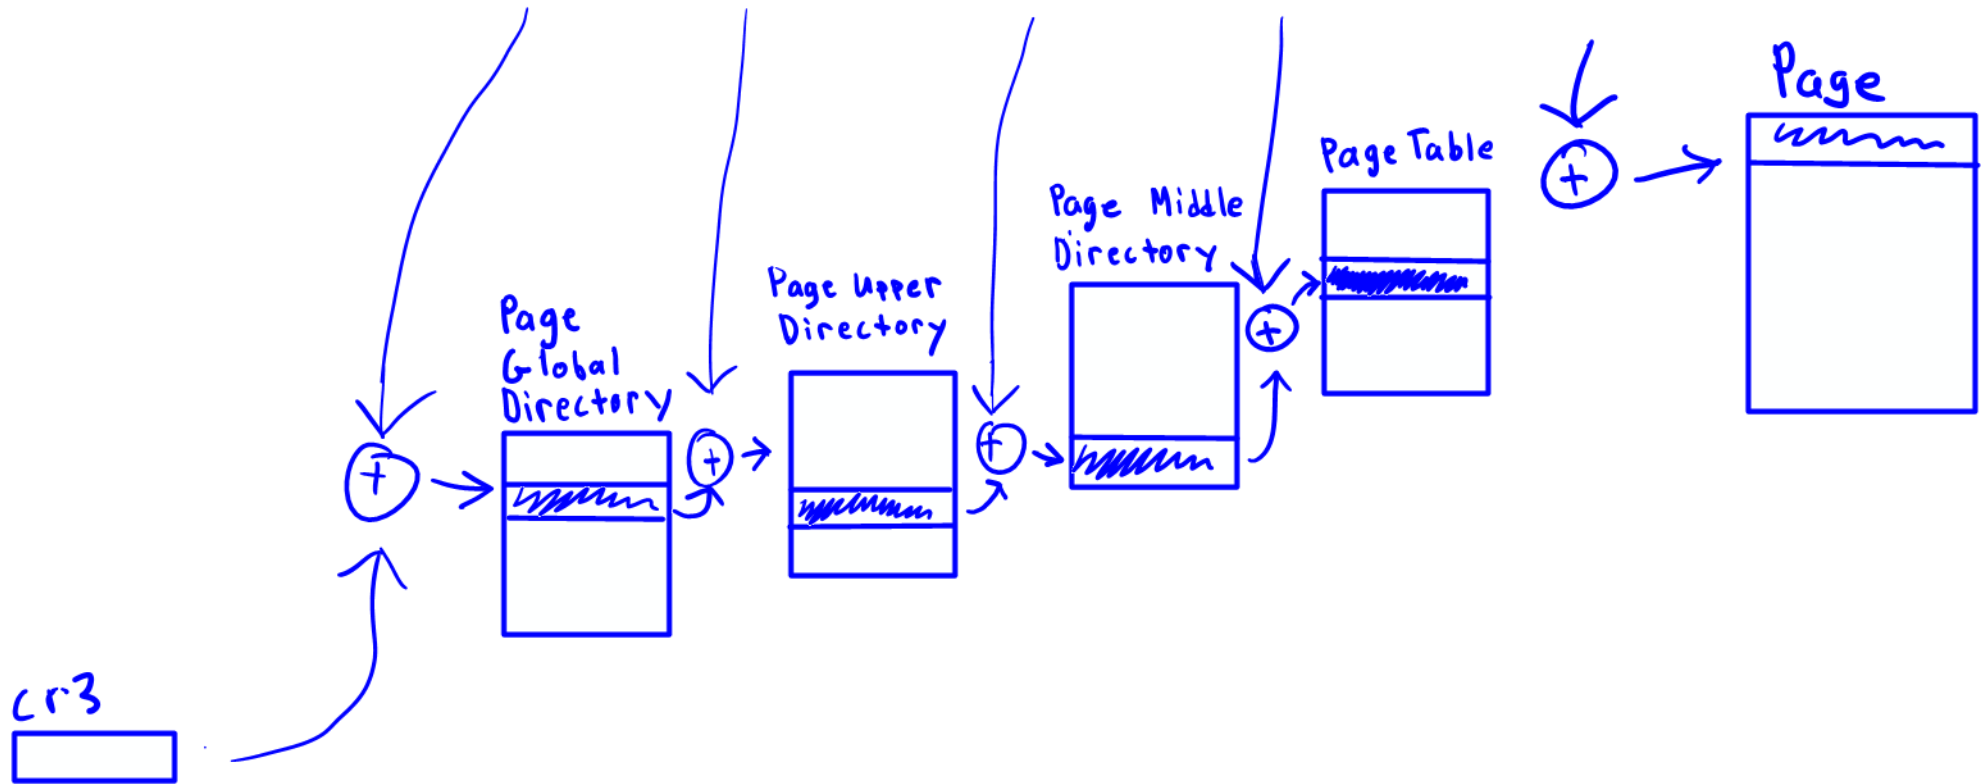 Page
Page Table
Page Middle
Directory
Page Upper
Directory
Page
Global
Directory
+
+
+
+
+
cr3